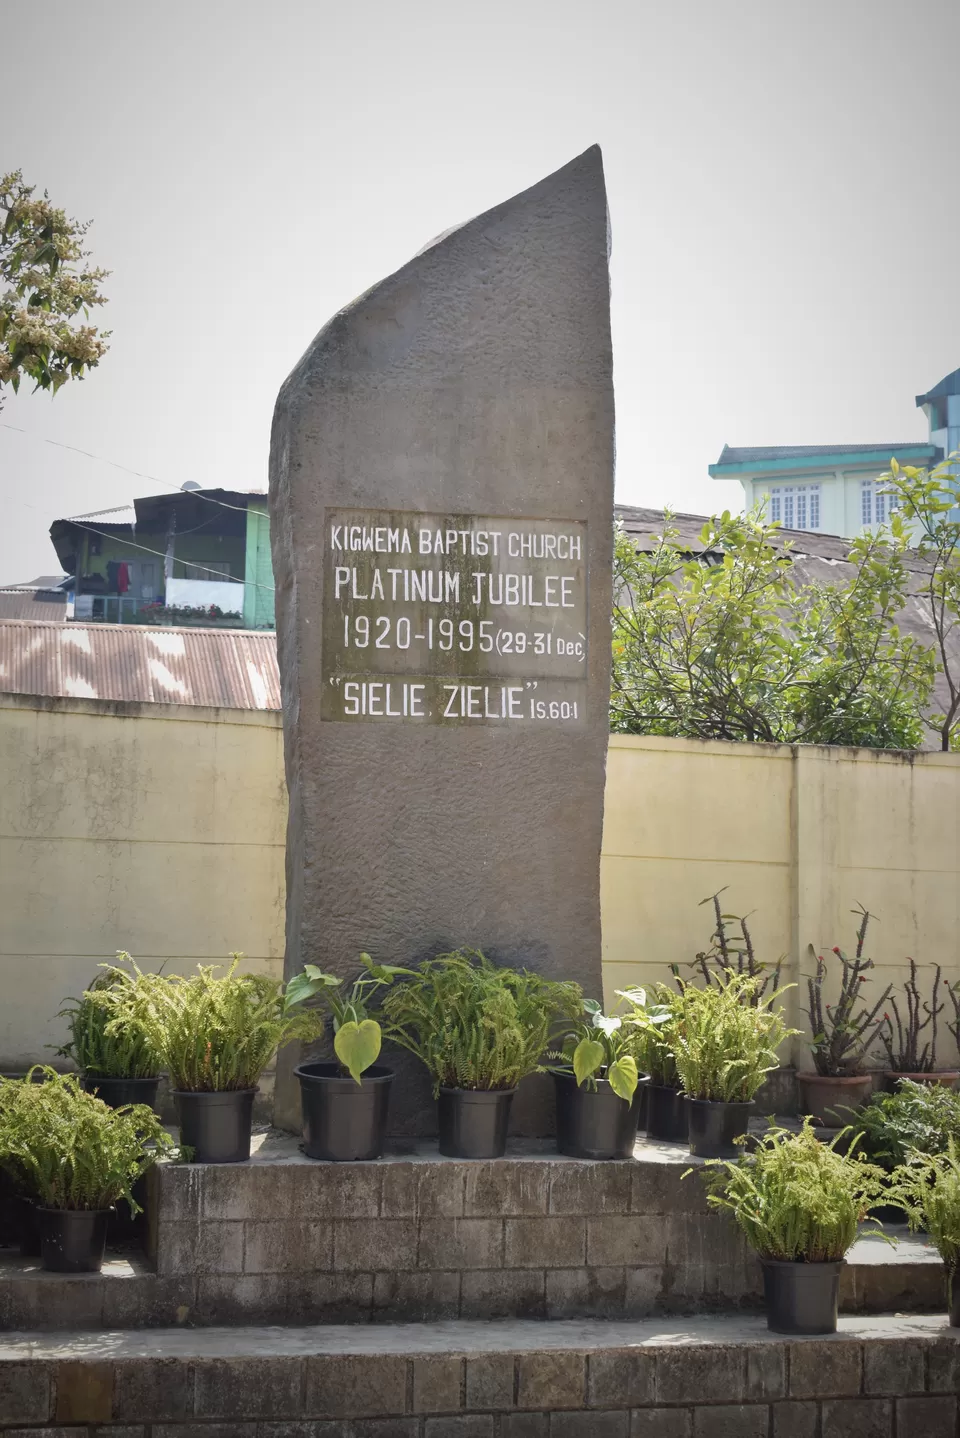 KIGWEMA BAPTIST CHURCH
PLATINUM JUBILEE
1920-1995(29-31 Dec)
"SIELIE, ZIELIE" IS.60:1